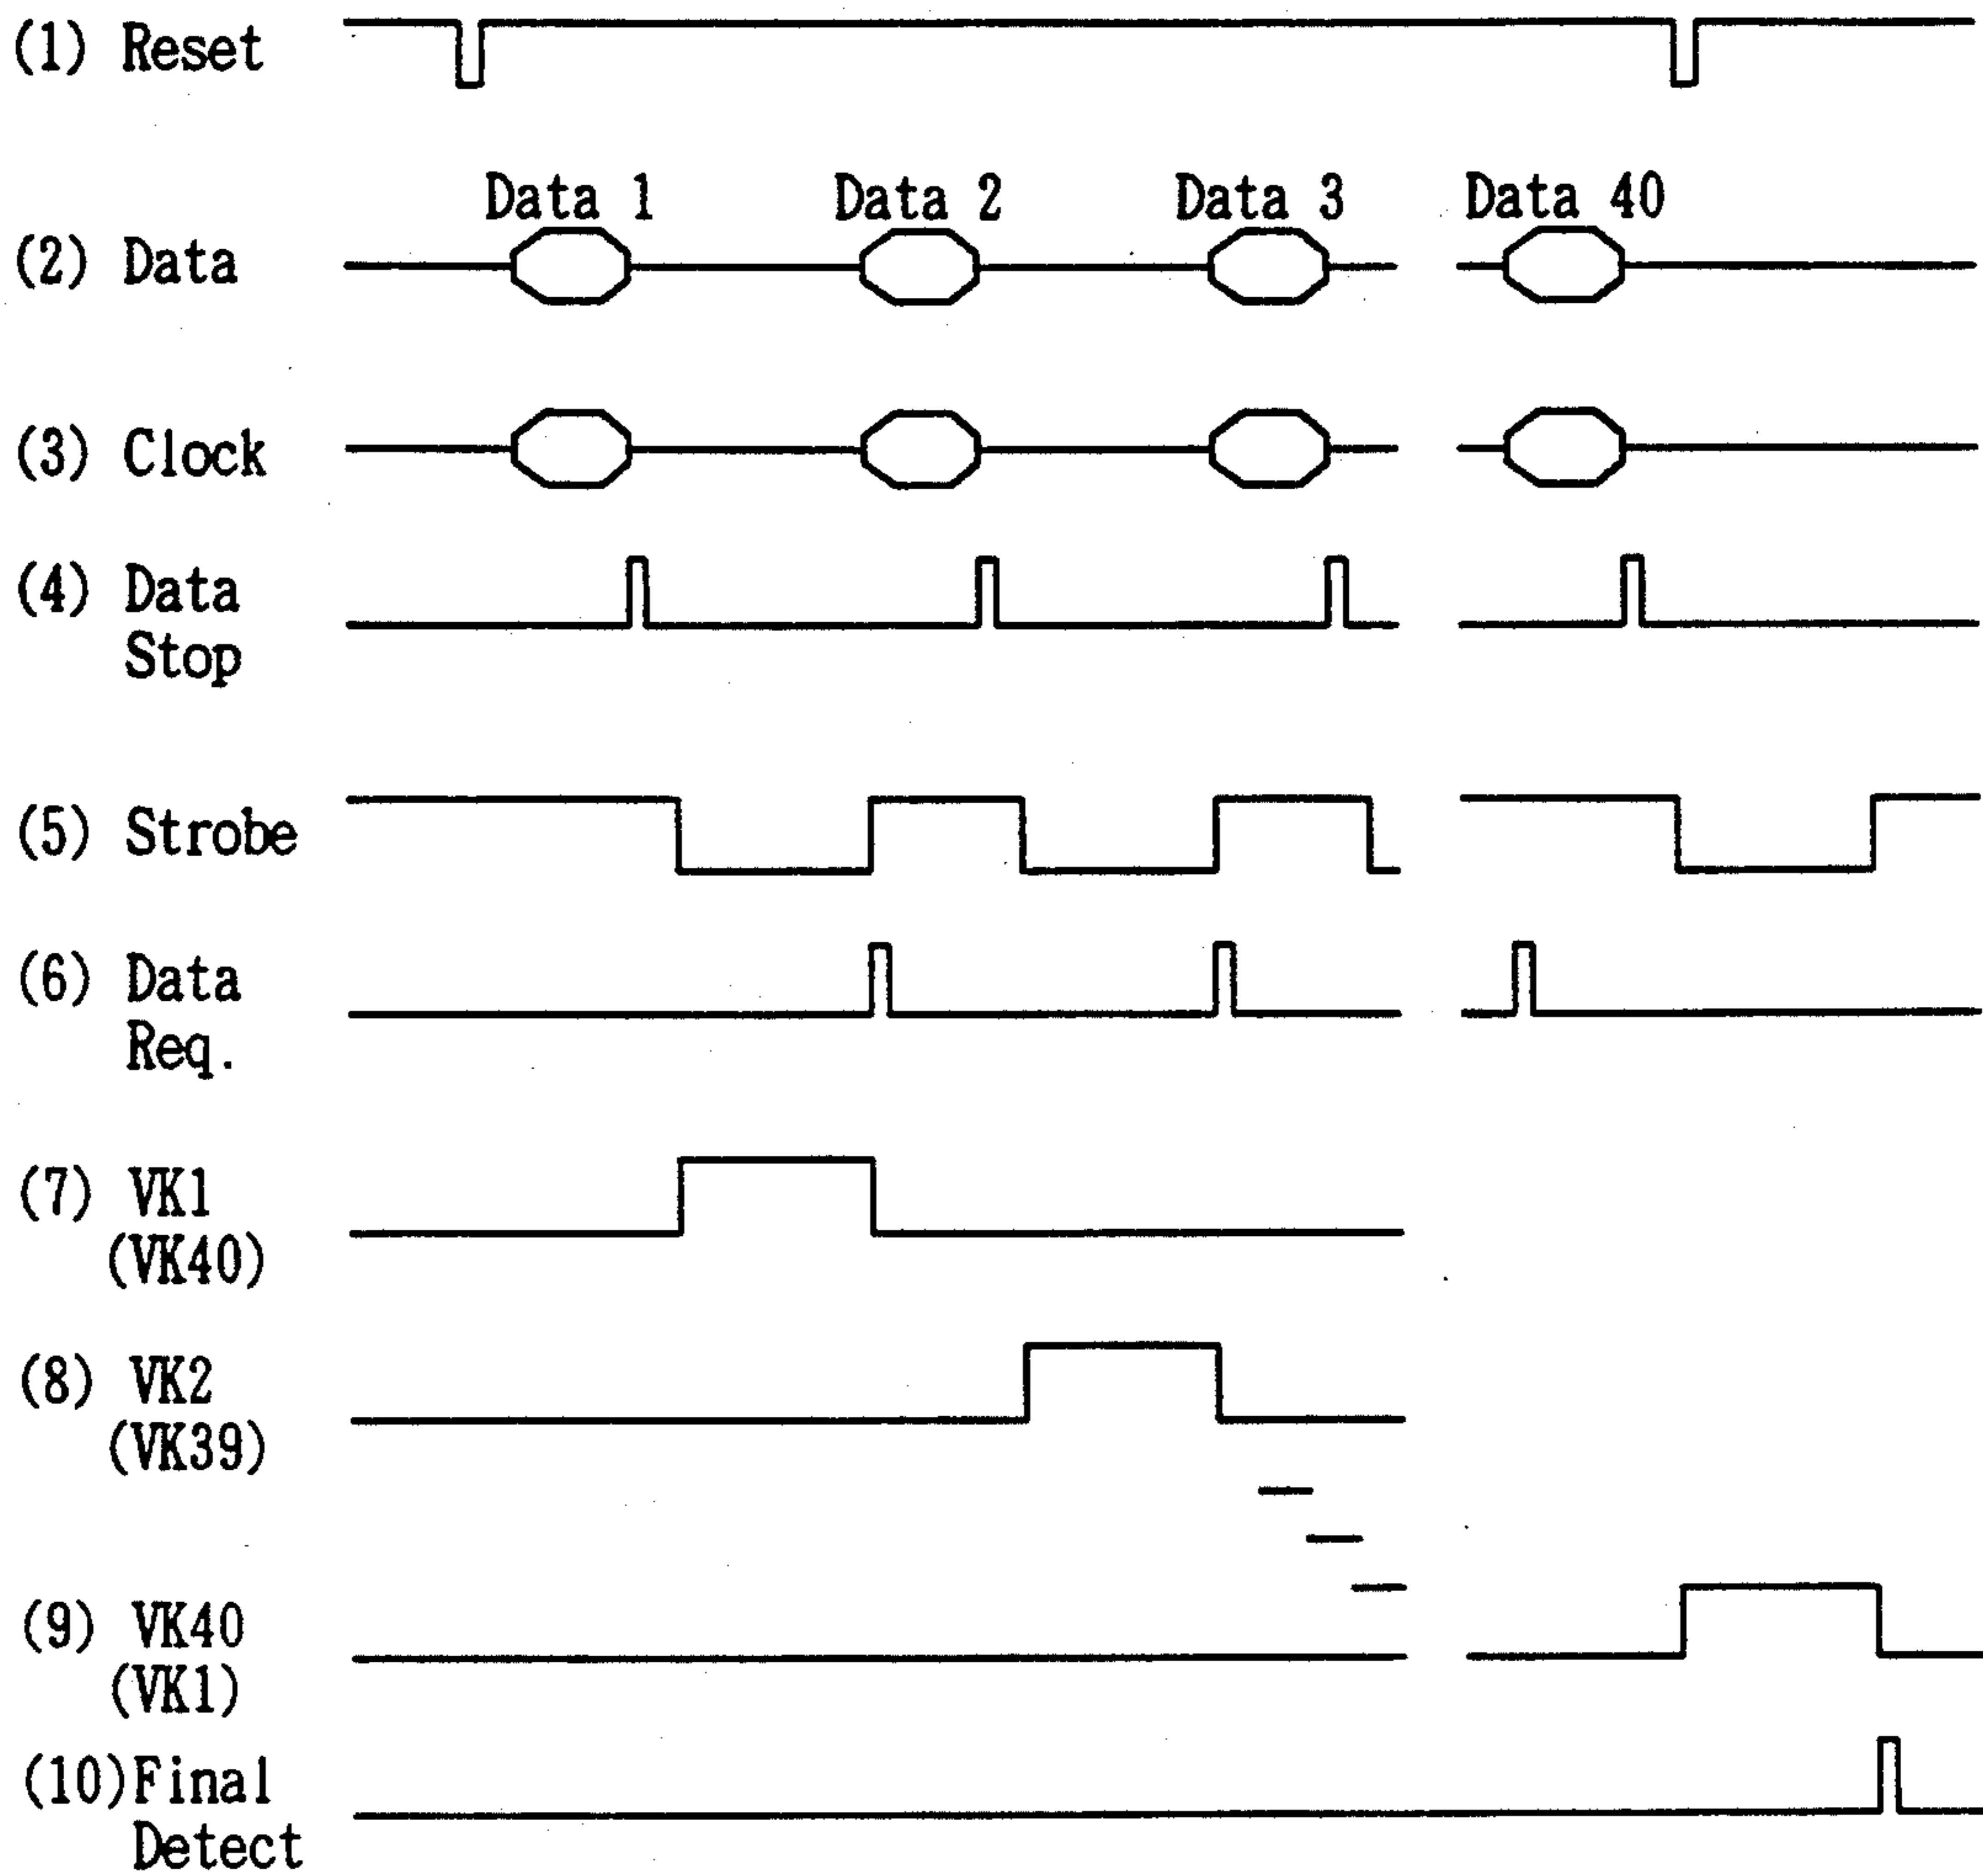 (1) Reset
Data 1 Data 2 Data 3 Data 40
(2) Data
(3) Clock
(4) Data
Stop
(5) Strobe
(6) Data
Req.
(7) VK1
(VK40)
(8) VK2
(VK39)
(9) VK40
(VK1)
(10)Final
Detect